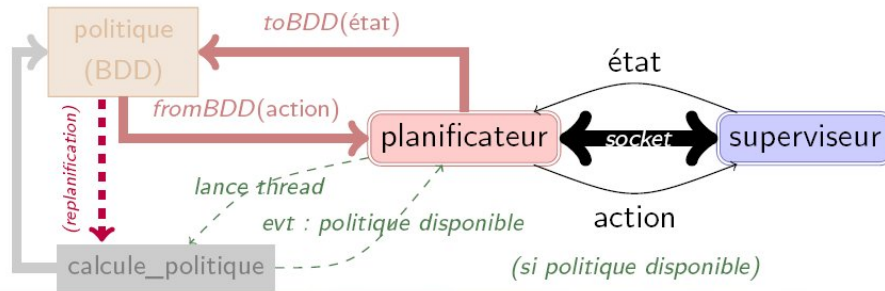 politique
(BDD)
toBDD(état)
fromBDD(action)
(replanification)
planificateur
socket
superviseur
état
action
lance thread
evt : politique disponible
calcule_politique
(si politique disponible)